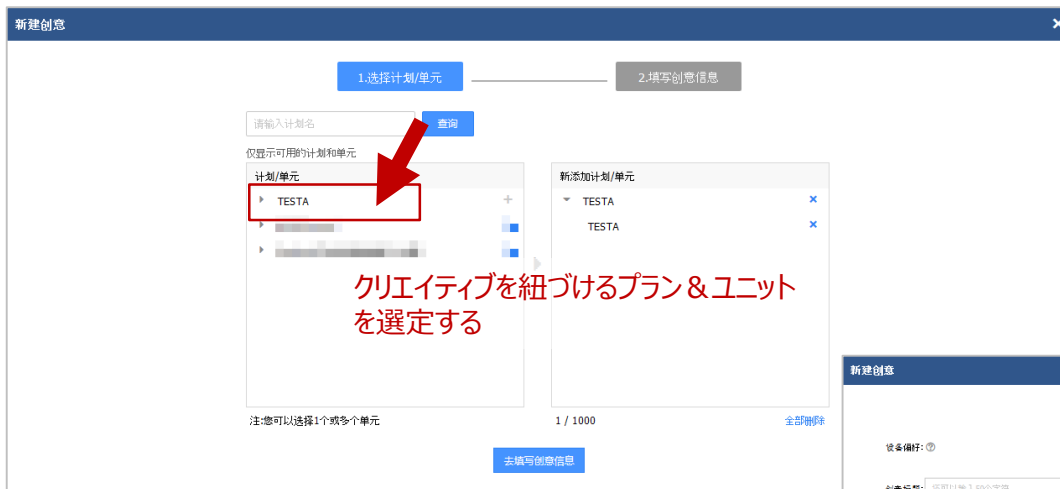 新建创意
1.选择计划/单元
2.填写创意信息
请输入计划名
查询
仅显示可用的计划和单元
计划/单元
TESTA
新添加计划/单元
TESTA
TESTA
クリエイティブを紐づけるプラン＆ユニット
を選定する
注:您可以选择1个或多个单元
1 / 1000
全部删除
去填写创意信息
新建创意
设备偏好: